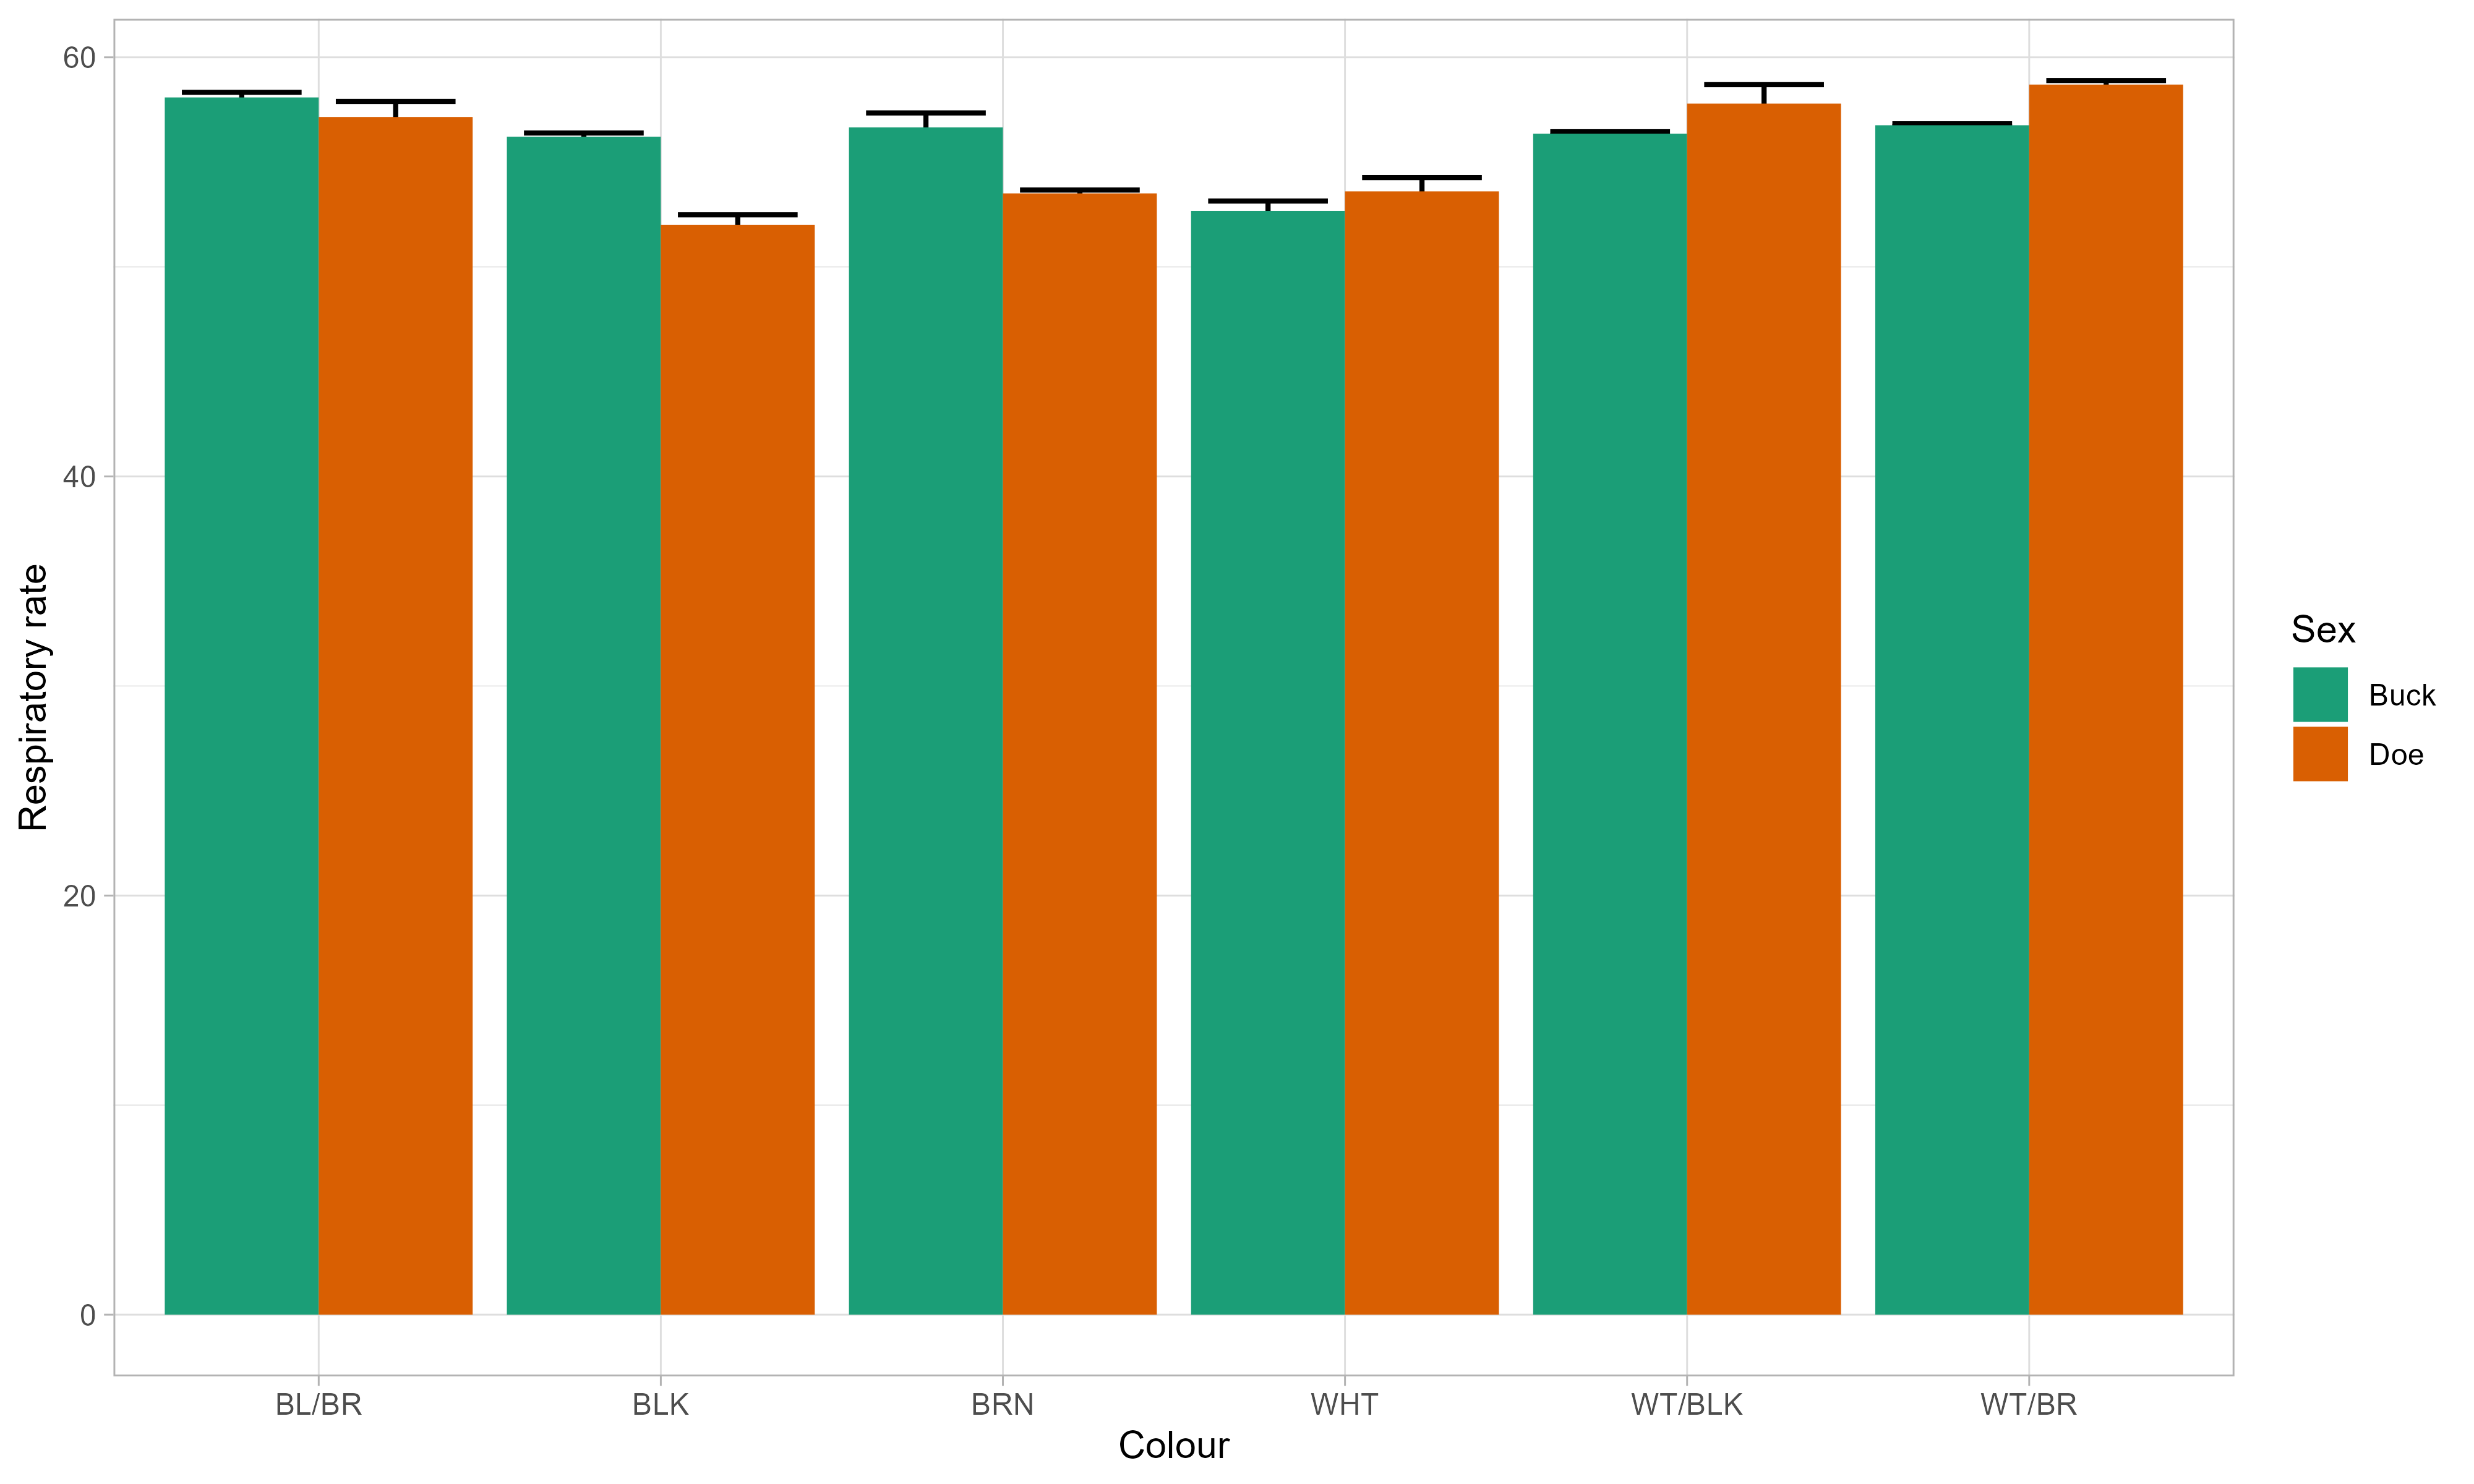 60
40
20
0
Respiratory rate
BL/BR BLK BRN WHT WT/BLK WT/BR
Colour
Sex
Buck
Doe